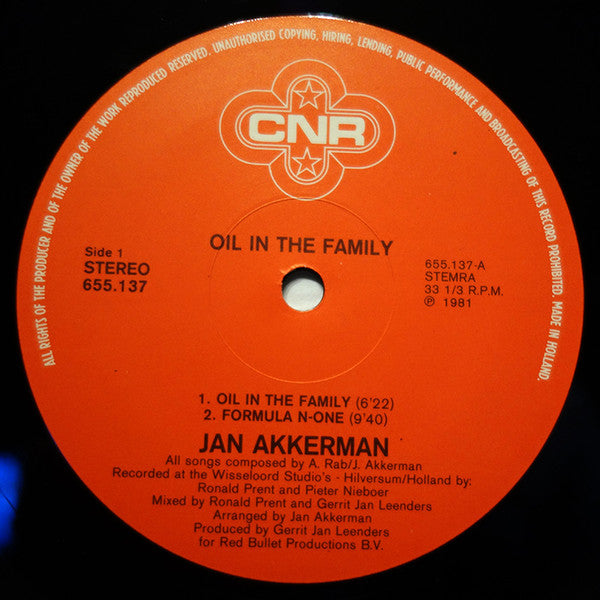 ALL RIGHTS OF THE PRODUCER AND OF THE OWNER OF THE WORK REPRODUCED RESERVED. UNAUTHORISED COPYING, HIRING, LENDING, PUBLIC PERFORMANCE AND BROADCASTING OF THIS RECORD PROHIBITED. MADE IN HOLLAND.
CNR
OIL IN THE FAMILY
Side 1
STEREO
655.137
655.137-A
STEMRA
33 1/3 R.P.M.
℗ 1981
1. OIL IN THE FAMILY (6'22)
2. FORMULA N-ONE (9'40)
JAN AKKERMAN
All songs composed by A. Rab/J. Akkerman
Recorded at the Wisseloord Studio's - Hilversum/Holland by:
Ronald Prent and Pieter Nieboer
Mixed by Ronald Prent and Gerrit Jan Leenders
Arranged by Jan Akkerman
Produced by Gerrit Jan Leenders
for Red Bullet Productions B.V.